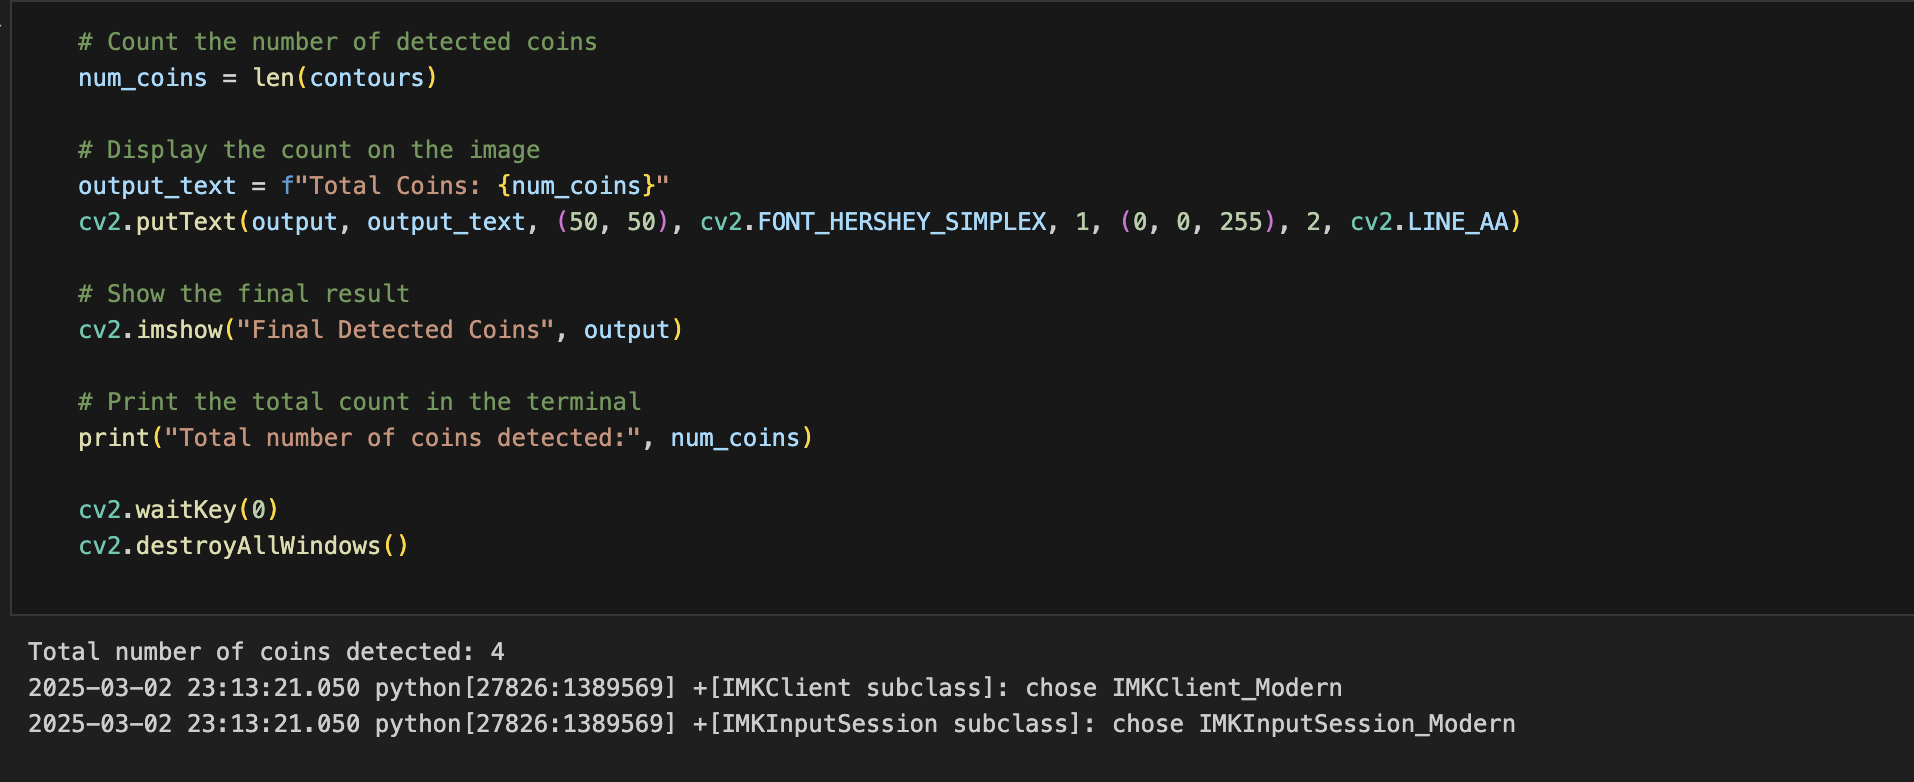 # Count the number of detected coins
num_coins = len(contours)
# Display the count on the image
output_text = f"Total Coins: {num_coins}"
cv2.putText(output, output_text, (50, 50), cv2.FONT_HERSHEY_SIMPLEX, 1, (0, 0, 255), 2, cv2.LINE_AA)
# Show the final result
cv2.imshow("Final Detected Coins", output)
# Print the total count in the terminal
print("Total number of coins detected:", num_coins)
cv2.waitKey(0)
cv2.destroyAllWindows()
Total number of coins detected: 4
2025-03-02 23:13:21.050 python[27826:1389569] +[IMKClient subclass]: chose IMKClient_Modern
2025-03-02 23:13:21.050 python[27826:1389569] +[IMKInputSession subclass]: chose IMKInputSession_Modern